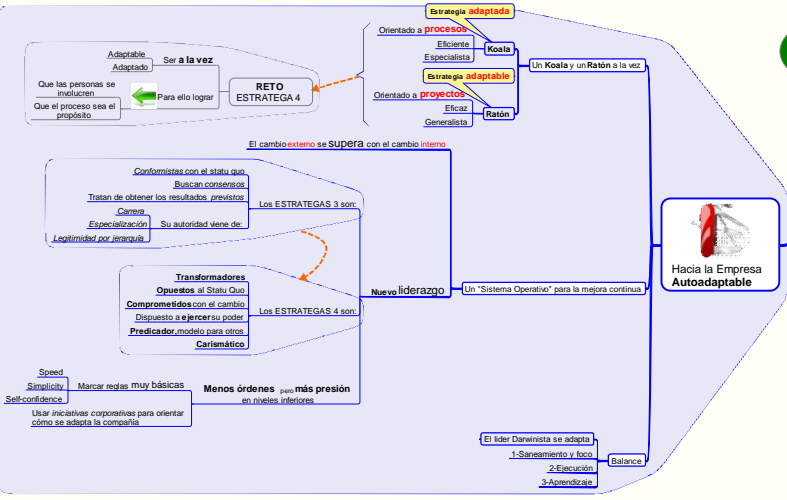 Estrategia adaptada
Orientado a procesos
Eficiente
Especialista
Koala
Estrategia adaptable
Orientado a proyectos
Eficaz
Generalista
Ratón
Un Koala y un Ratón a la vez
Adaptable
Adaptado
Ser a la vez
Que las personas se
involucren
Que el proceso sea el
propósito
Para ello lograr
RETO
ESTRATEGA 4
El cambio externo se supera con el cambio interno
Conformistas con el statu quo
Buscan consensos
Tratan de obtener los resultados previstos
Carrera
Especialización
Legitimidad por jerarquía
Su autoridad viene de:
Los ESTRATEGAS 3 son:
Transformadores
Opuestos al Statu Quo
Comprometidos con el cambio
Dispuesto a ejercer su poder
Predicador, modelo para otros
Carismático
Los ESTRATEGAS 4 son:
Nuevo liderazgo
Un "Sistema Operativo" para la mejora continua
Speed
Simplicity
Self-confidence
Marcar reglas muy básicas
Usar iniciativas corporativas para orientar
cómo se adapta la compañía
Menos órdenes pero más presión
en niveles inferiores
Hacia la Empresa
Autoadaptable
El lider Darwinista se adapta
1-Saneamiento y foco
2-Ejecución
3-Aprendizaje
Balance